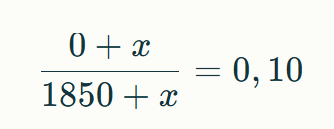 0 + x
1850 + x
= 0, 10